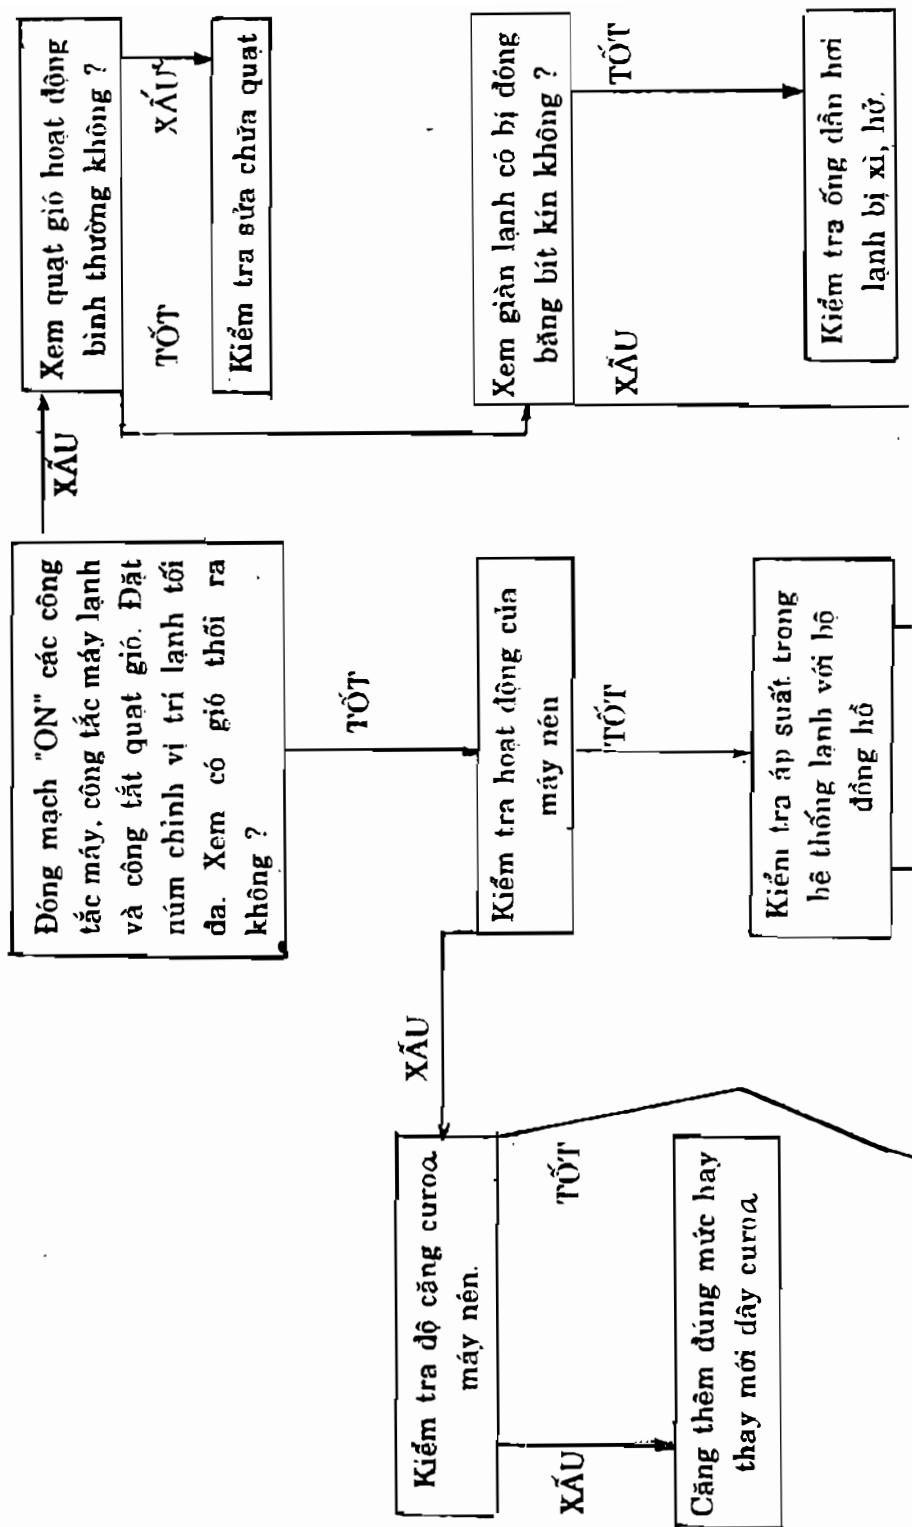 Đóng mạch "ON" các công
tắc máy, công tắc máy lạnh
và công tắt quạt gió. Đặt
núm chỉnh vị trí lạnh tối
đa. Xem có gió thổi ra
không ?
XẤU
Xem quạt gió hoạt động
bình thường không ?
XẤU
Kiểm tra sửa chữa quạt
TỐT
Xem giàn lạnh có bị đóng
băng bít kín không ?
TỐT
Kiểm tra ống dẫn hơi
lạnh bị xì, hở.
XẤU
TỐT
Kiểm tra hoạt động của
máy nén
TỐT
Kiểm tra áp suất trong
hệ thống lạnh với bộ
đồng hồ
XẤU
Kiểm tra độ căng curoa
máy nén.
TỐT
XẤU
Căng thêm đúng mức hay
thay mới dây curoa